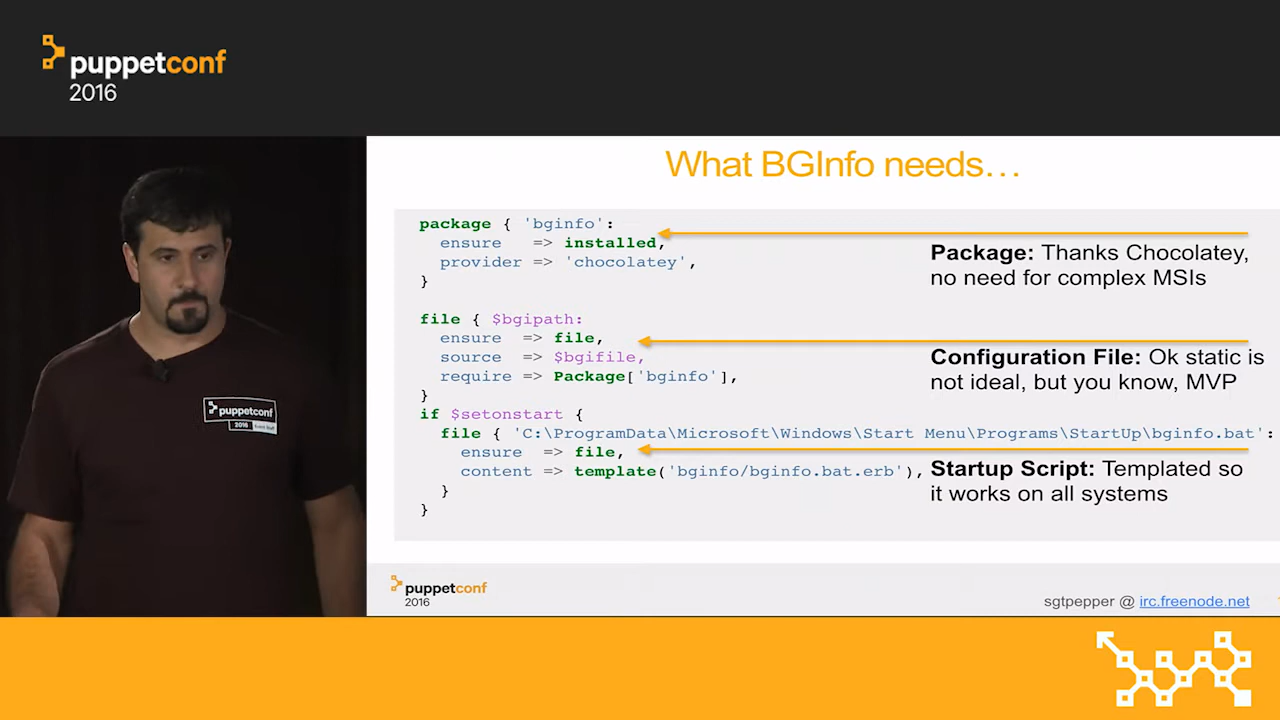 puppetconf
2016
What BGInfo needs…
package { 'bginfo':
ensure => installed,
provider => 'chocolatey',
}
Package: Thanks Chocolatey,
no need for complex MSIs
file { $bgipath:
ensure => file,
source => $bgifile,
require => Package['bginfo'],
}
Configuration File: Ok static is
not ideal, but you know, MVP
if $setonstart {
file { 'C:\ProgramData\Microsoft\Windows\Start Menu\Programs\StartUp\bginfo.bat':
ensure => file,
content => template('bginfo/bginfo.bat.erb'),
}
}
Startup Script: Templated so
it works on all systems
puppetconf
2016
puppetconf
2016
sgtpepper @ irc.freenode.net